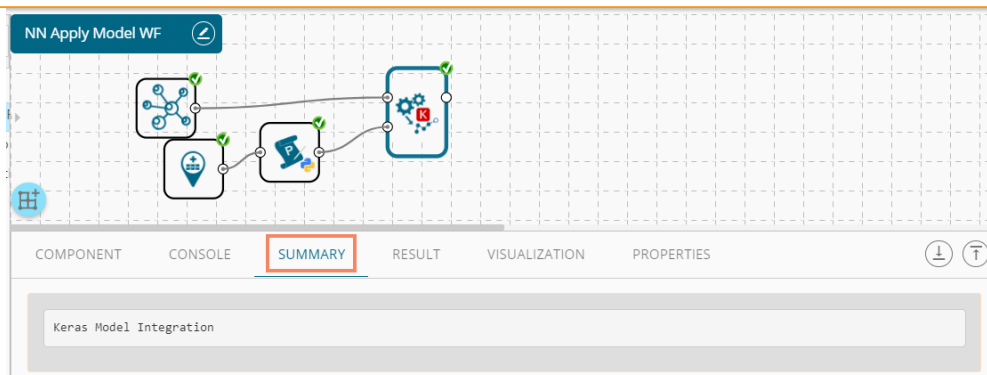 NN Apply Model WF
K
P
COMPONENT CONSOLE SUMMARY RESULT VISUALIZATION PROPERTIES
Keras Model Integration